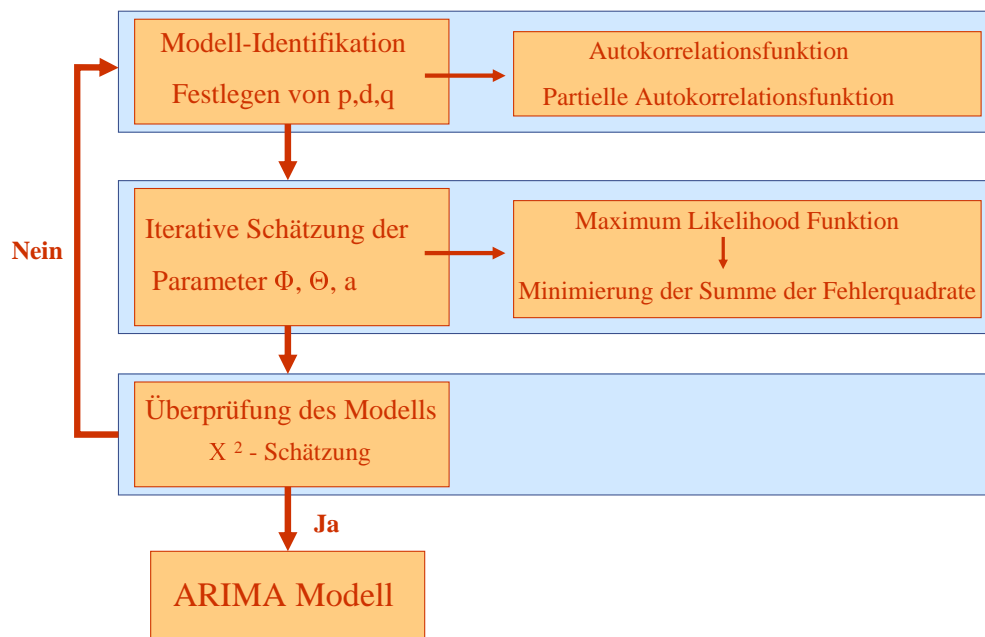 Modell-Identifikation
Festlegen von p,d,q
Autokorrelationsfunktion
Partielle Autokorrelationsfunktion
Nein
Iterative Schätzung der
Parameter Φ, Θ, a
Maximum Likelihood Funktion
Minimierung der Summe der Fehlerquadrate
Überprüfung des Modells
X ² - Schätzung
Ja
ARIMA Modell